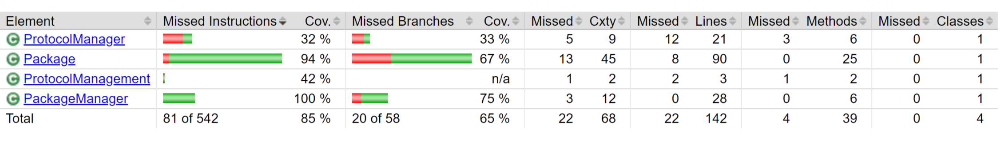 Element Missed Instructions Cov. Missed Branches Cov. Missed Cxty Missed Lines Missed Methods Missed Classes
C ProtocolManager 32 % 33 % 5 9 12 21 3 6 0 1
C Package 94 % 67 % 13 45 8 90 0 25 0 1
C ProtocolManagement 42 % n/a 1 2 2 3 1 2 0 1
C PackageManager 100 % 75 % 3 12 0 28 0 6 0 1
Total 81 of 542 85 % 20 of 58 65 % 22 68 22 142 4 39 0 4